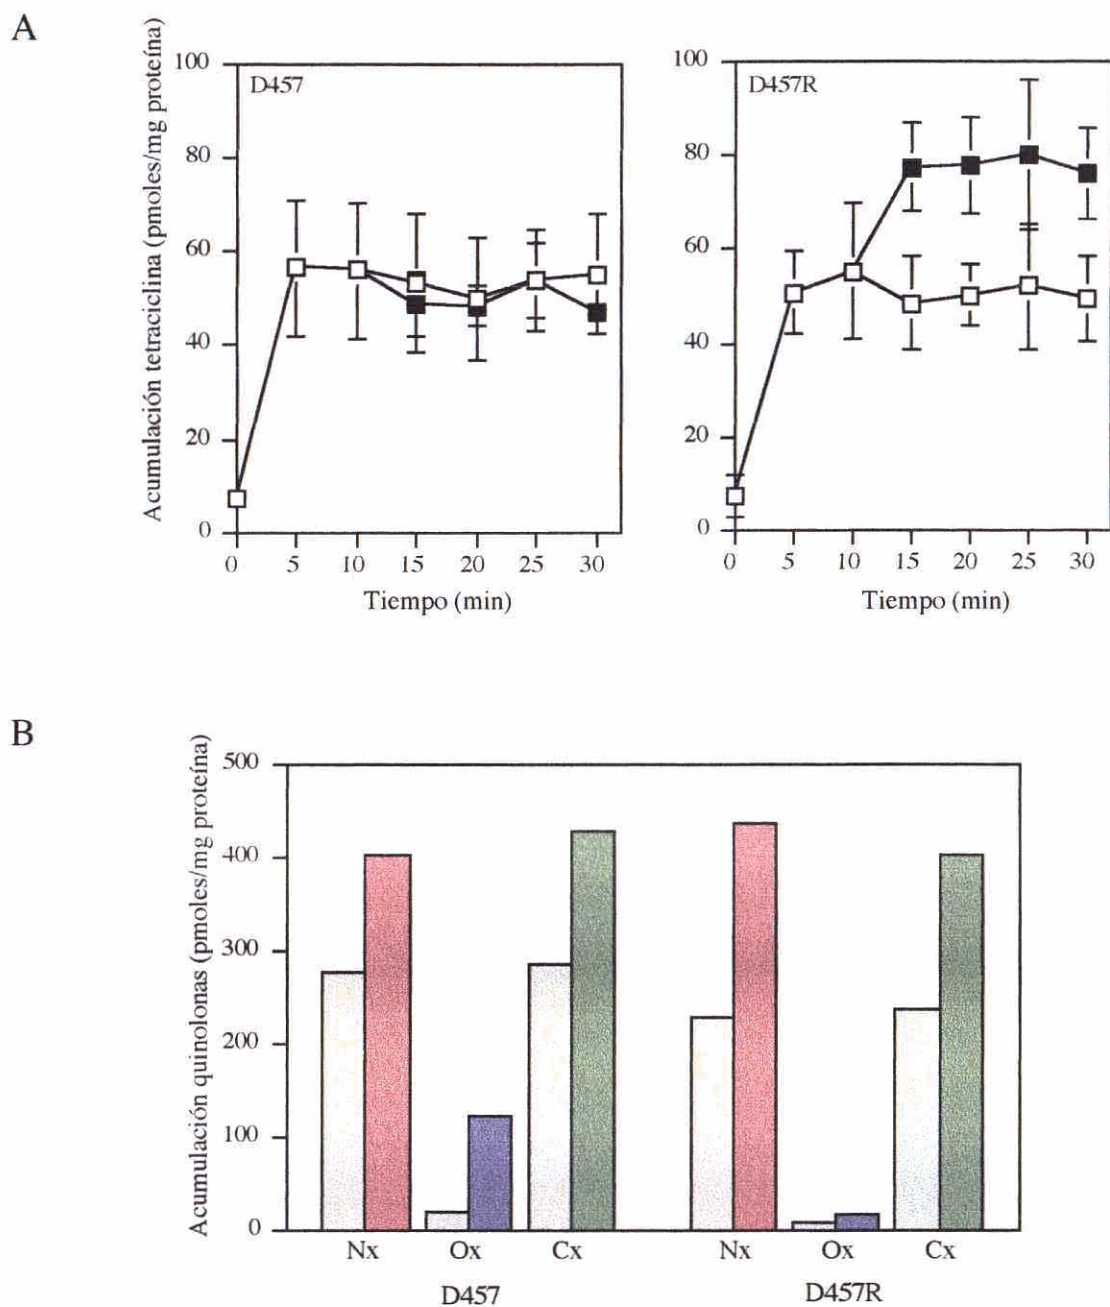 A
Acumulación tetraciclina (pmoles/mg proteína)
100
80
60
40
20
0
D457
0 5 10 15 20 25 30
Tiempo (min)
100
80
60
40
20
0
D457R
0 5 10 15 20 25 30
Tiempo (min)
B
Acumulación quinolonas (pmoles/mg proteína)
500
400
300
200
100
0
Nx Ox Cx Nx Ox Cx
D457 D457R